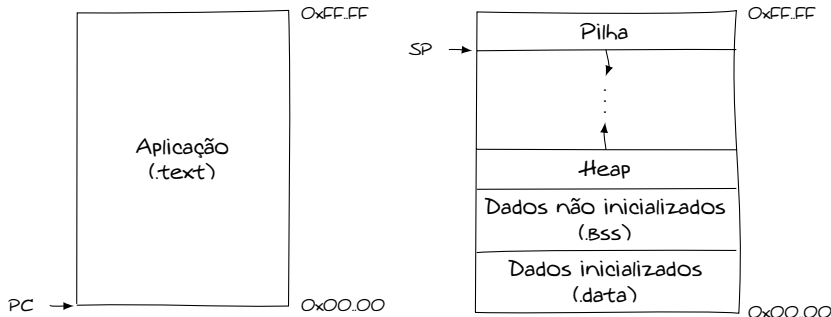 0xFF..FF
Aplicação
(.text)
PC
0x00..00
0xFF..FF
Pilha
SP
. . .
Heap
Dados não inicializados
(.BSS)
Dados inicializados
(.data)
0x00..00